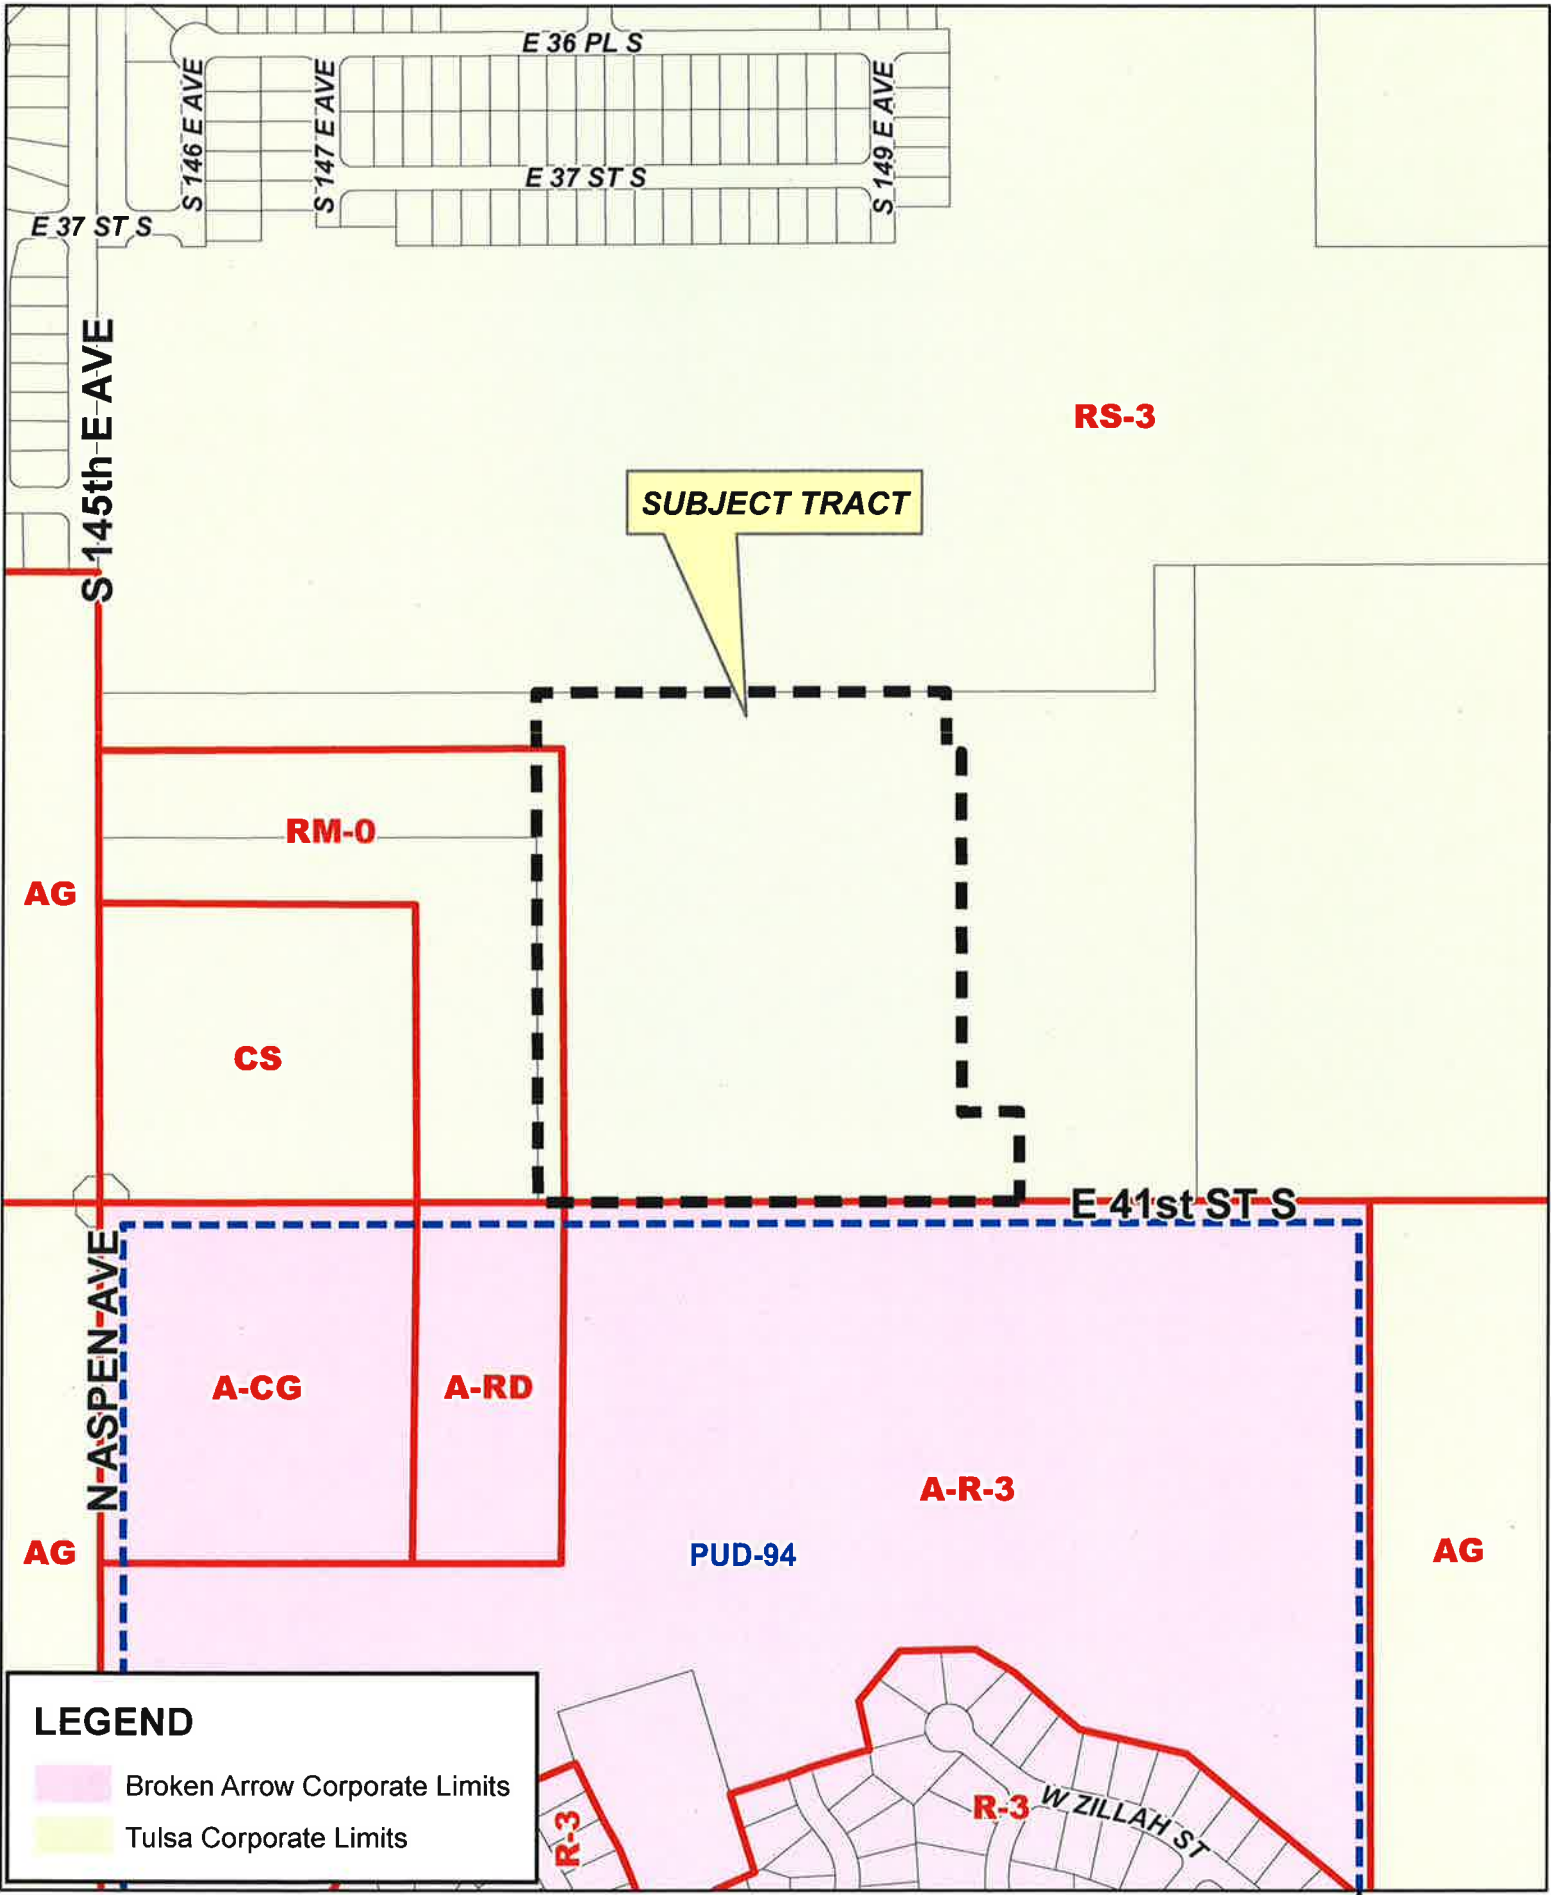 E 36 PL S
S 146 E AVE
S 147 E AVE
S 149 E AVE
E 37 ST S
E 37 ST S
S 145th E AVE
RS-3
SUBJECT TRACT
RM-0
AG
CS
E 41st ST S
N ASPEN AVE
A-CG
A-RD
A-R-3
PUD-94
AG
AG
R-3
W ZILLAH ST
R-3
LEGEND
Broken Arrow Corporate Limits
Tulsa Corporate Limits